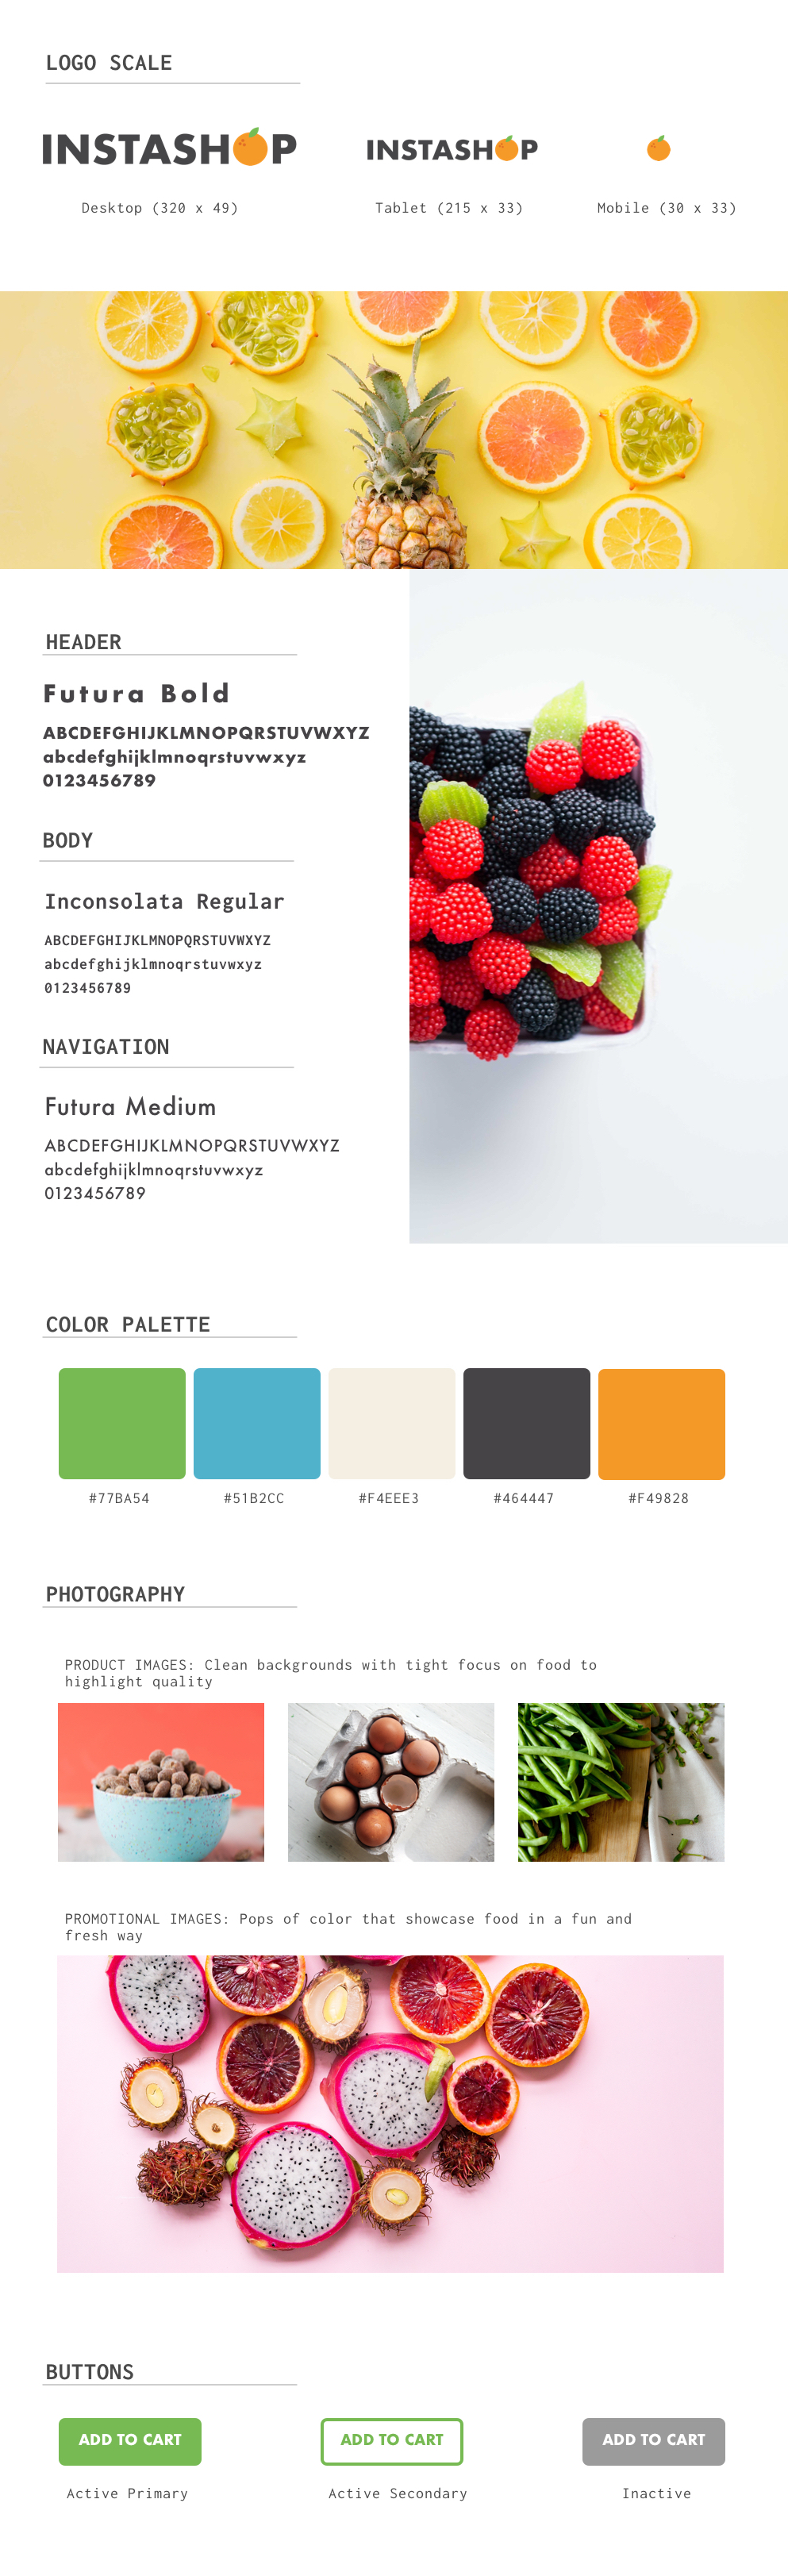 LOGO SCALE
INSTASHOP
INSTASHOP
Desktop (320 x 49)
Tablet (215 x 33)
Mobile (30 x 33)
HEADER
Futura Bold
ABCDEFGHIJKLMNOPQRSTUVWXYZ
abcdefghijklmnoqrstuvwxyz
0123456789
BODY
Inconsolata Regular
ABCDEFGHIJKLMNOPQRSTUVWXYZ
abcdefghijklmnoqrstuvwxyz
0123456789
NAVIGATION
Futura Medium
ABCDEFGHIJKLMNOPQRSTUVWXYZ
abcdefghijklmnoqrstuvwxyz
0123456789
COLOR PALETTE
#77BA54
#51B2CC
#F4EEE3
#464447
#F49828
PHOTOGRAPHY
PRODUCT IMAGES: Clean backgrounds with tight focus on food to
highlight quality
PROMOTIONAL IMAGES: Pops of color that showcase food in a fun and
fresh way
BUTTONS
ADD TO CART
ADD TO CART
ADD TO CART
Active Primary
Active Secondary
Inactive